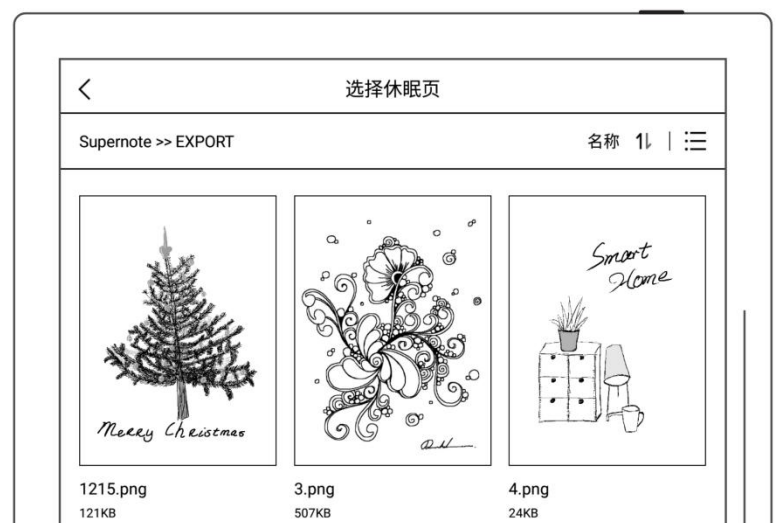 选择休眠页
Supernote >> EXPORT
名称
Merry Christmas
Smart
Home
1215.png
3.png
4.png
121KB
507KB
24KB